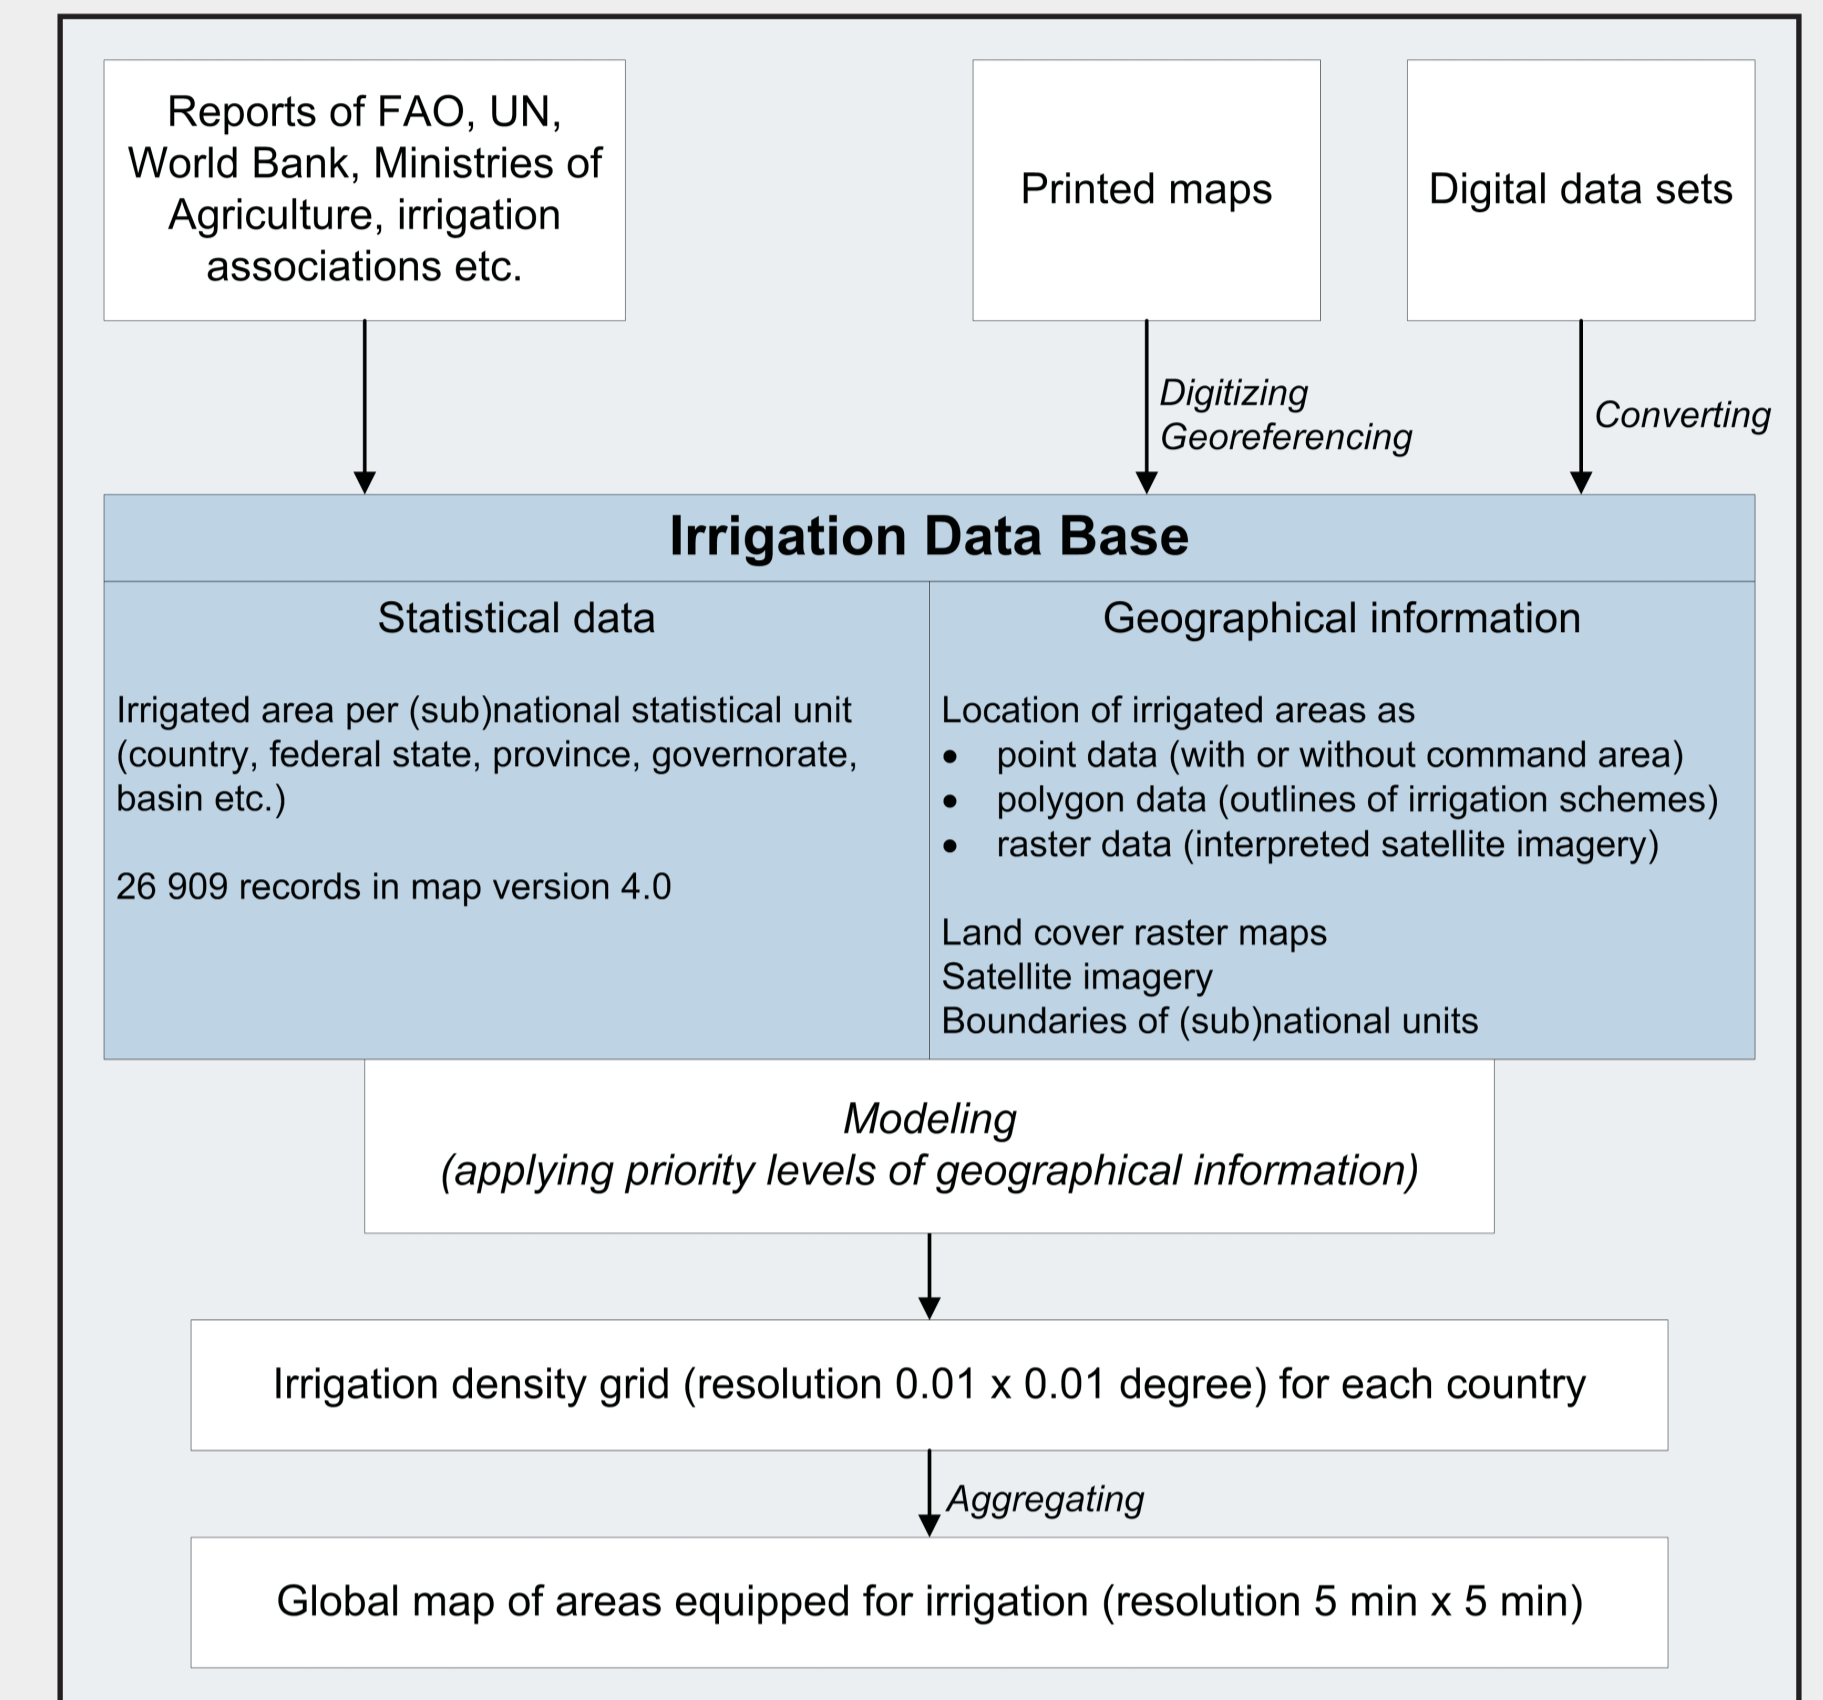 Reports of FAO, UN,
World Bank, Ministries of
Agriculture, irrigation
associations etc.
Printed maps
Digital data sets
Digitizing
Georeferencing
Converting
Irrigation Data Base
Statistical data
Irrigated area per (sub)national statistical unit
(country, federal state, province, governorate,
basin etc.)
26 909 records in map version 4.0
Geographical information
Location of irrigated areas as
• point data (with or without command area)
• polygon data (outlines of irrigation schemes)
• raster data (interpreted satellite imagery)
Land cover raster maps
Satellite imagery
Boundaries of (sub)national units
Modeling
(applying priority levels of geographical information)
Irrigation density grid (resolution 0.01 x 0.01 degree) for each country
Aggregating
Global map of areas equipped for irrigation (resolution 5 min x 5 min)